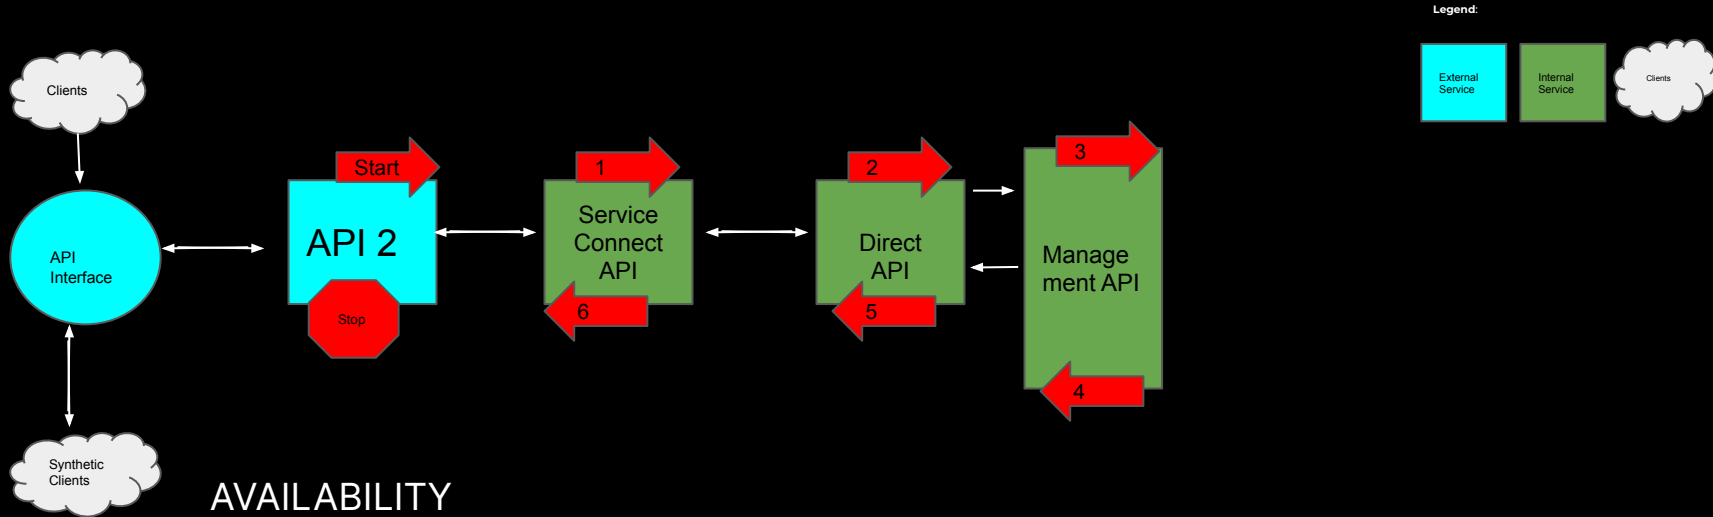 Legend:
External
Service
Internal
Service
Clients
Clients
API
Interface
Synthetic
Clients
Start
API 2
Stop
1
Service
Connect
API
6
2
Direct
API
5
3
Manage
ment API
4
AVAILABILITY